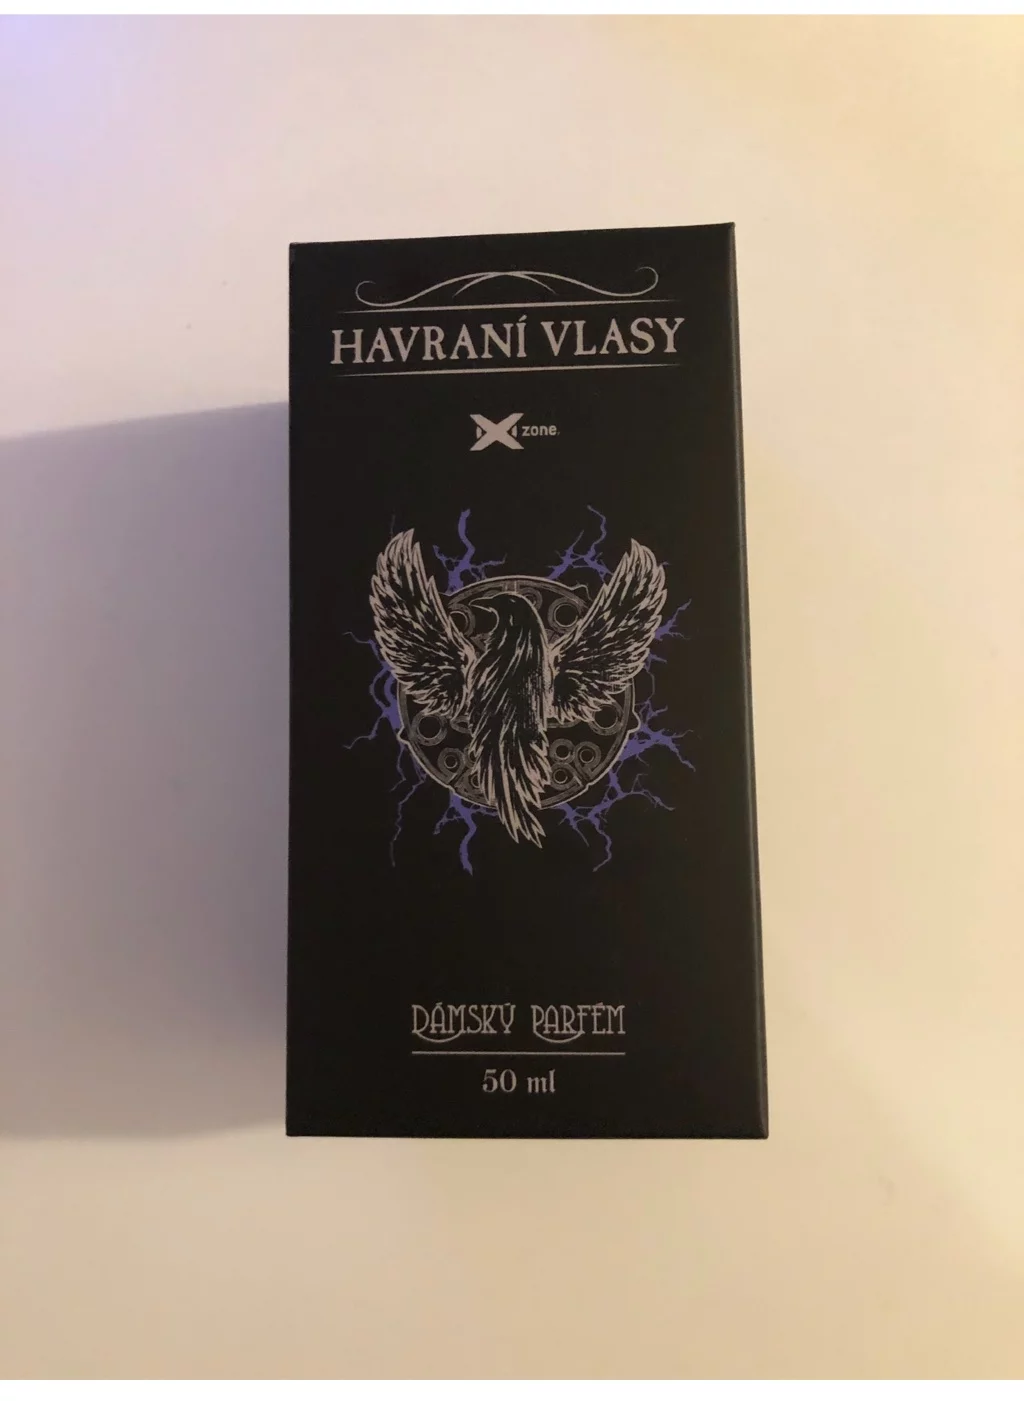 HAVRANÍ VLASY
X zone.
DÁMSKÝ PARFÉM
50 ml